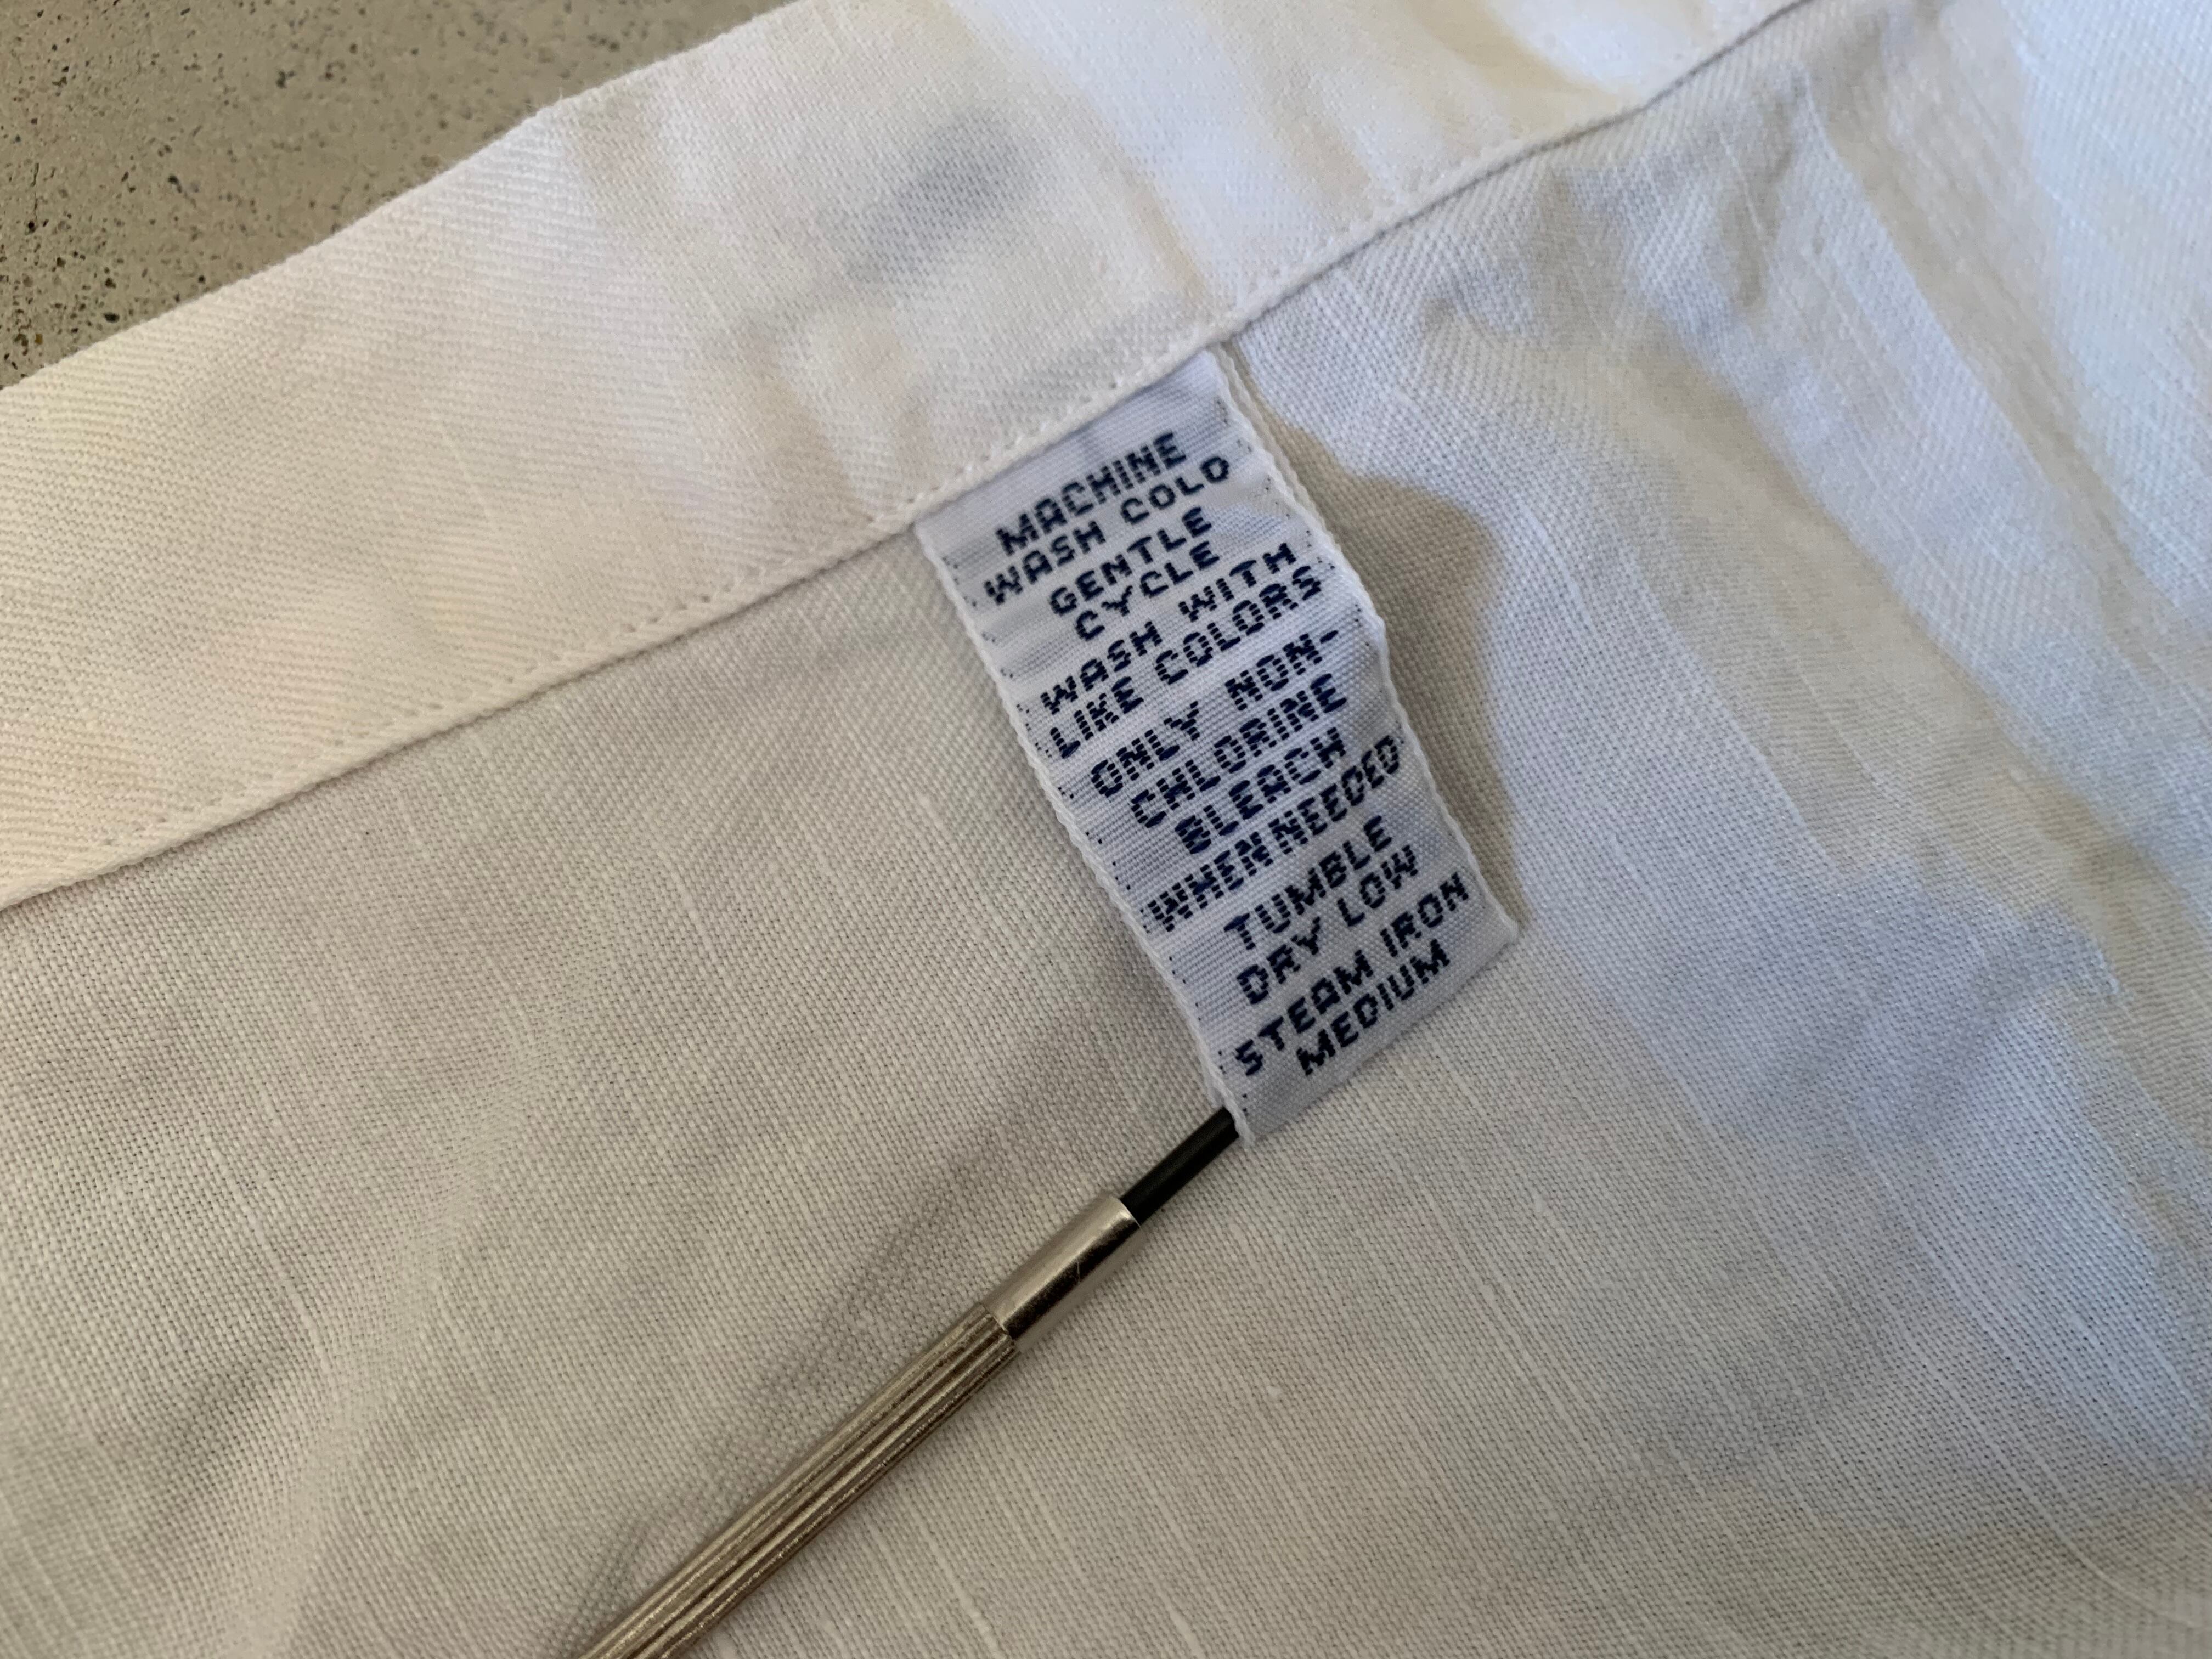 MACHINE
WASH COLD
GENTLE
CYCLE
WASH WITH
LIKE COLORS
ONLY NON-
CHLORINE
BLEACH
WHEN NEEDED
TUMBLE
DRY LOW
STEAM IRON
MEDIUM